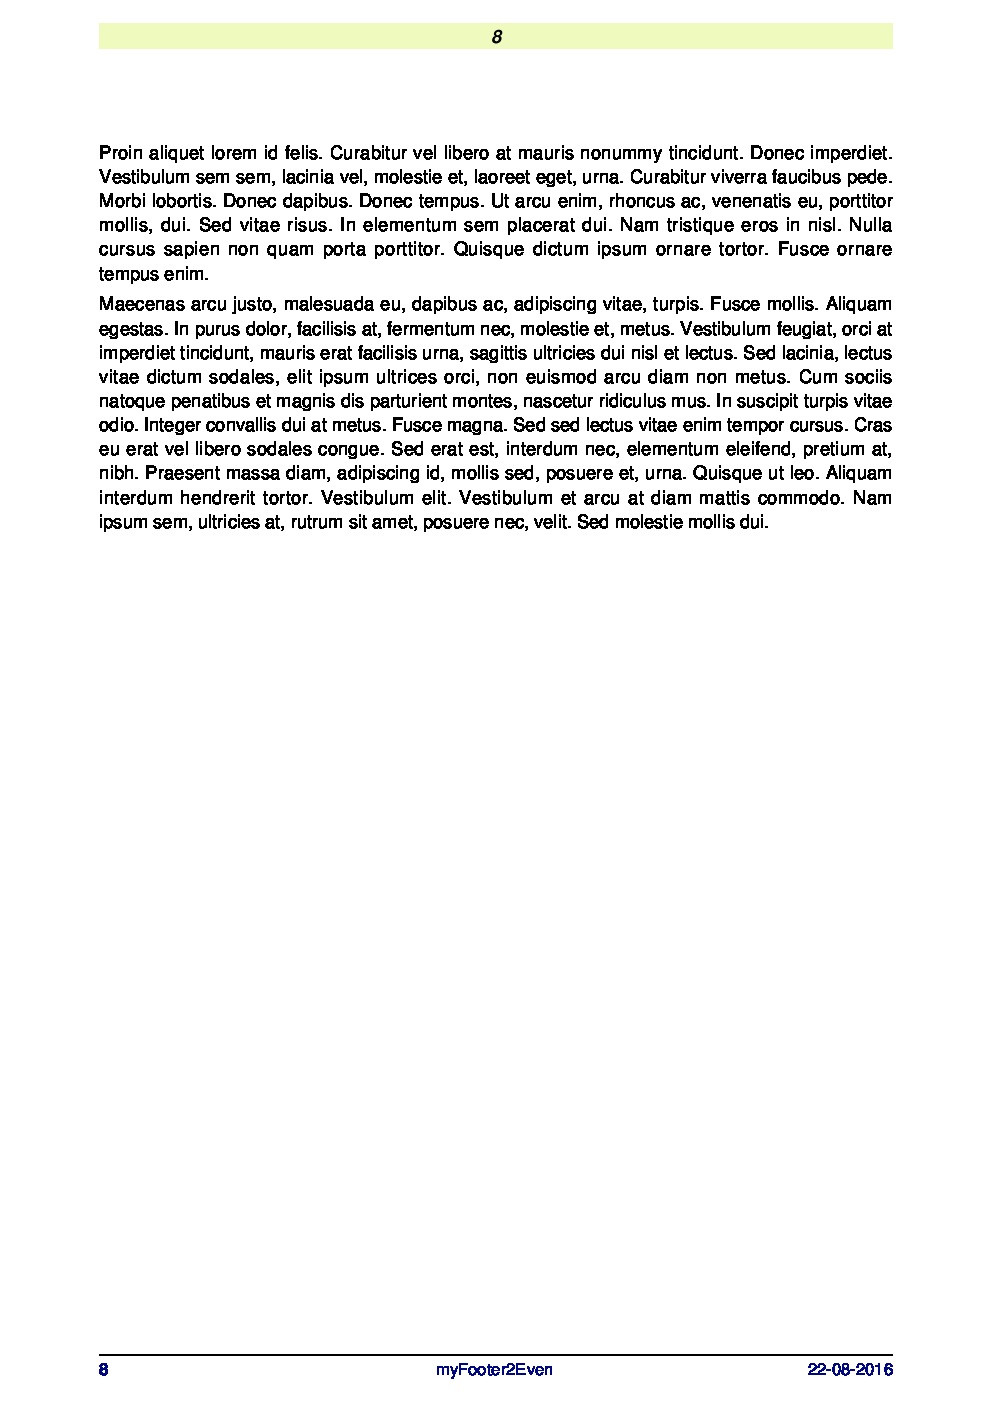 8
Proin aliquet lorem id felis. Curabitur vel libero at mauris nonummy tincidunt. Donec imperdiet.
Vestibulum sem sem, lacinia vel, molestie et, laoreet eget, urna. Curabitur viverra faucibus pede.
Morbi lobortis. Donec dapibus. Donec tempus. Ut arcu enim, rhoncus ac, venenatis eu, porttitor
mollis, dui. Sed vitae risus. In elementum sem placerat dui. Nam tristique eros in nisl. Nulla
cursus sapien non quam porta porttitor. Quisque dictum ipsum ornare tortor. Fusce ornare
tempus enim.
Maecenas arcu justo, malesuada eu, dapibus ac, adipiscing vitae, turpis. Fusce mollis. Aliquam
egestas. In purus dolor, facilisis at, fermentum nec, molestie et, metus. Vestibulum feugiat, orci at
imperdiet tincidunt, mauris erat facilisis urna, sagittis ultricies dui nisl et lectus. Sed lacinia, lectus
vitae dictum sodales, elit ipsum ultrices orci, non euismod arcu diam non metus. Cum sociis
natoque penatibus et magnis dis parturient montes, nascetur ridiculus mus. In suscipit turpis vitae
odio. Integer convallis dui at metus. Fusce magna. Sed sed lectus vitae enim tempor cursus. Cras
eu erat vel libero sodales congue. Sed erat est, interdum nec, elementum eleifend, pretium at,
nibh. Praesent massa diam, adipiscing id, mollis sed, posuere et, urna. Quisque ut leo. Aliquam
interdum hendrerit tortor. Vestibulum elit. Vestibulum et arcu at diam mattis commodo. Nam
ipsum sem, ultricies at, rutrum sit amet, posuere nec, velit. Sed molestie mollis dui.
8 myFooter2Even 22-08-2016